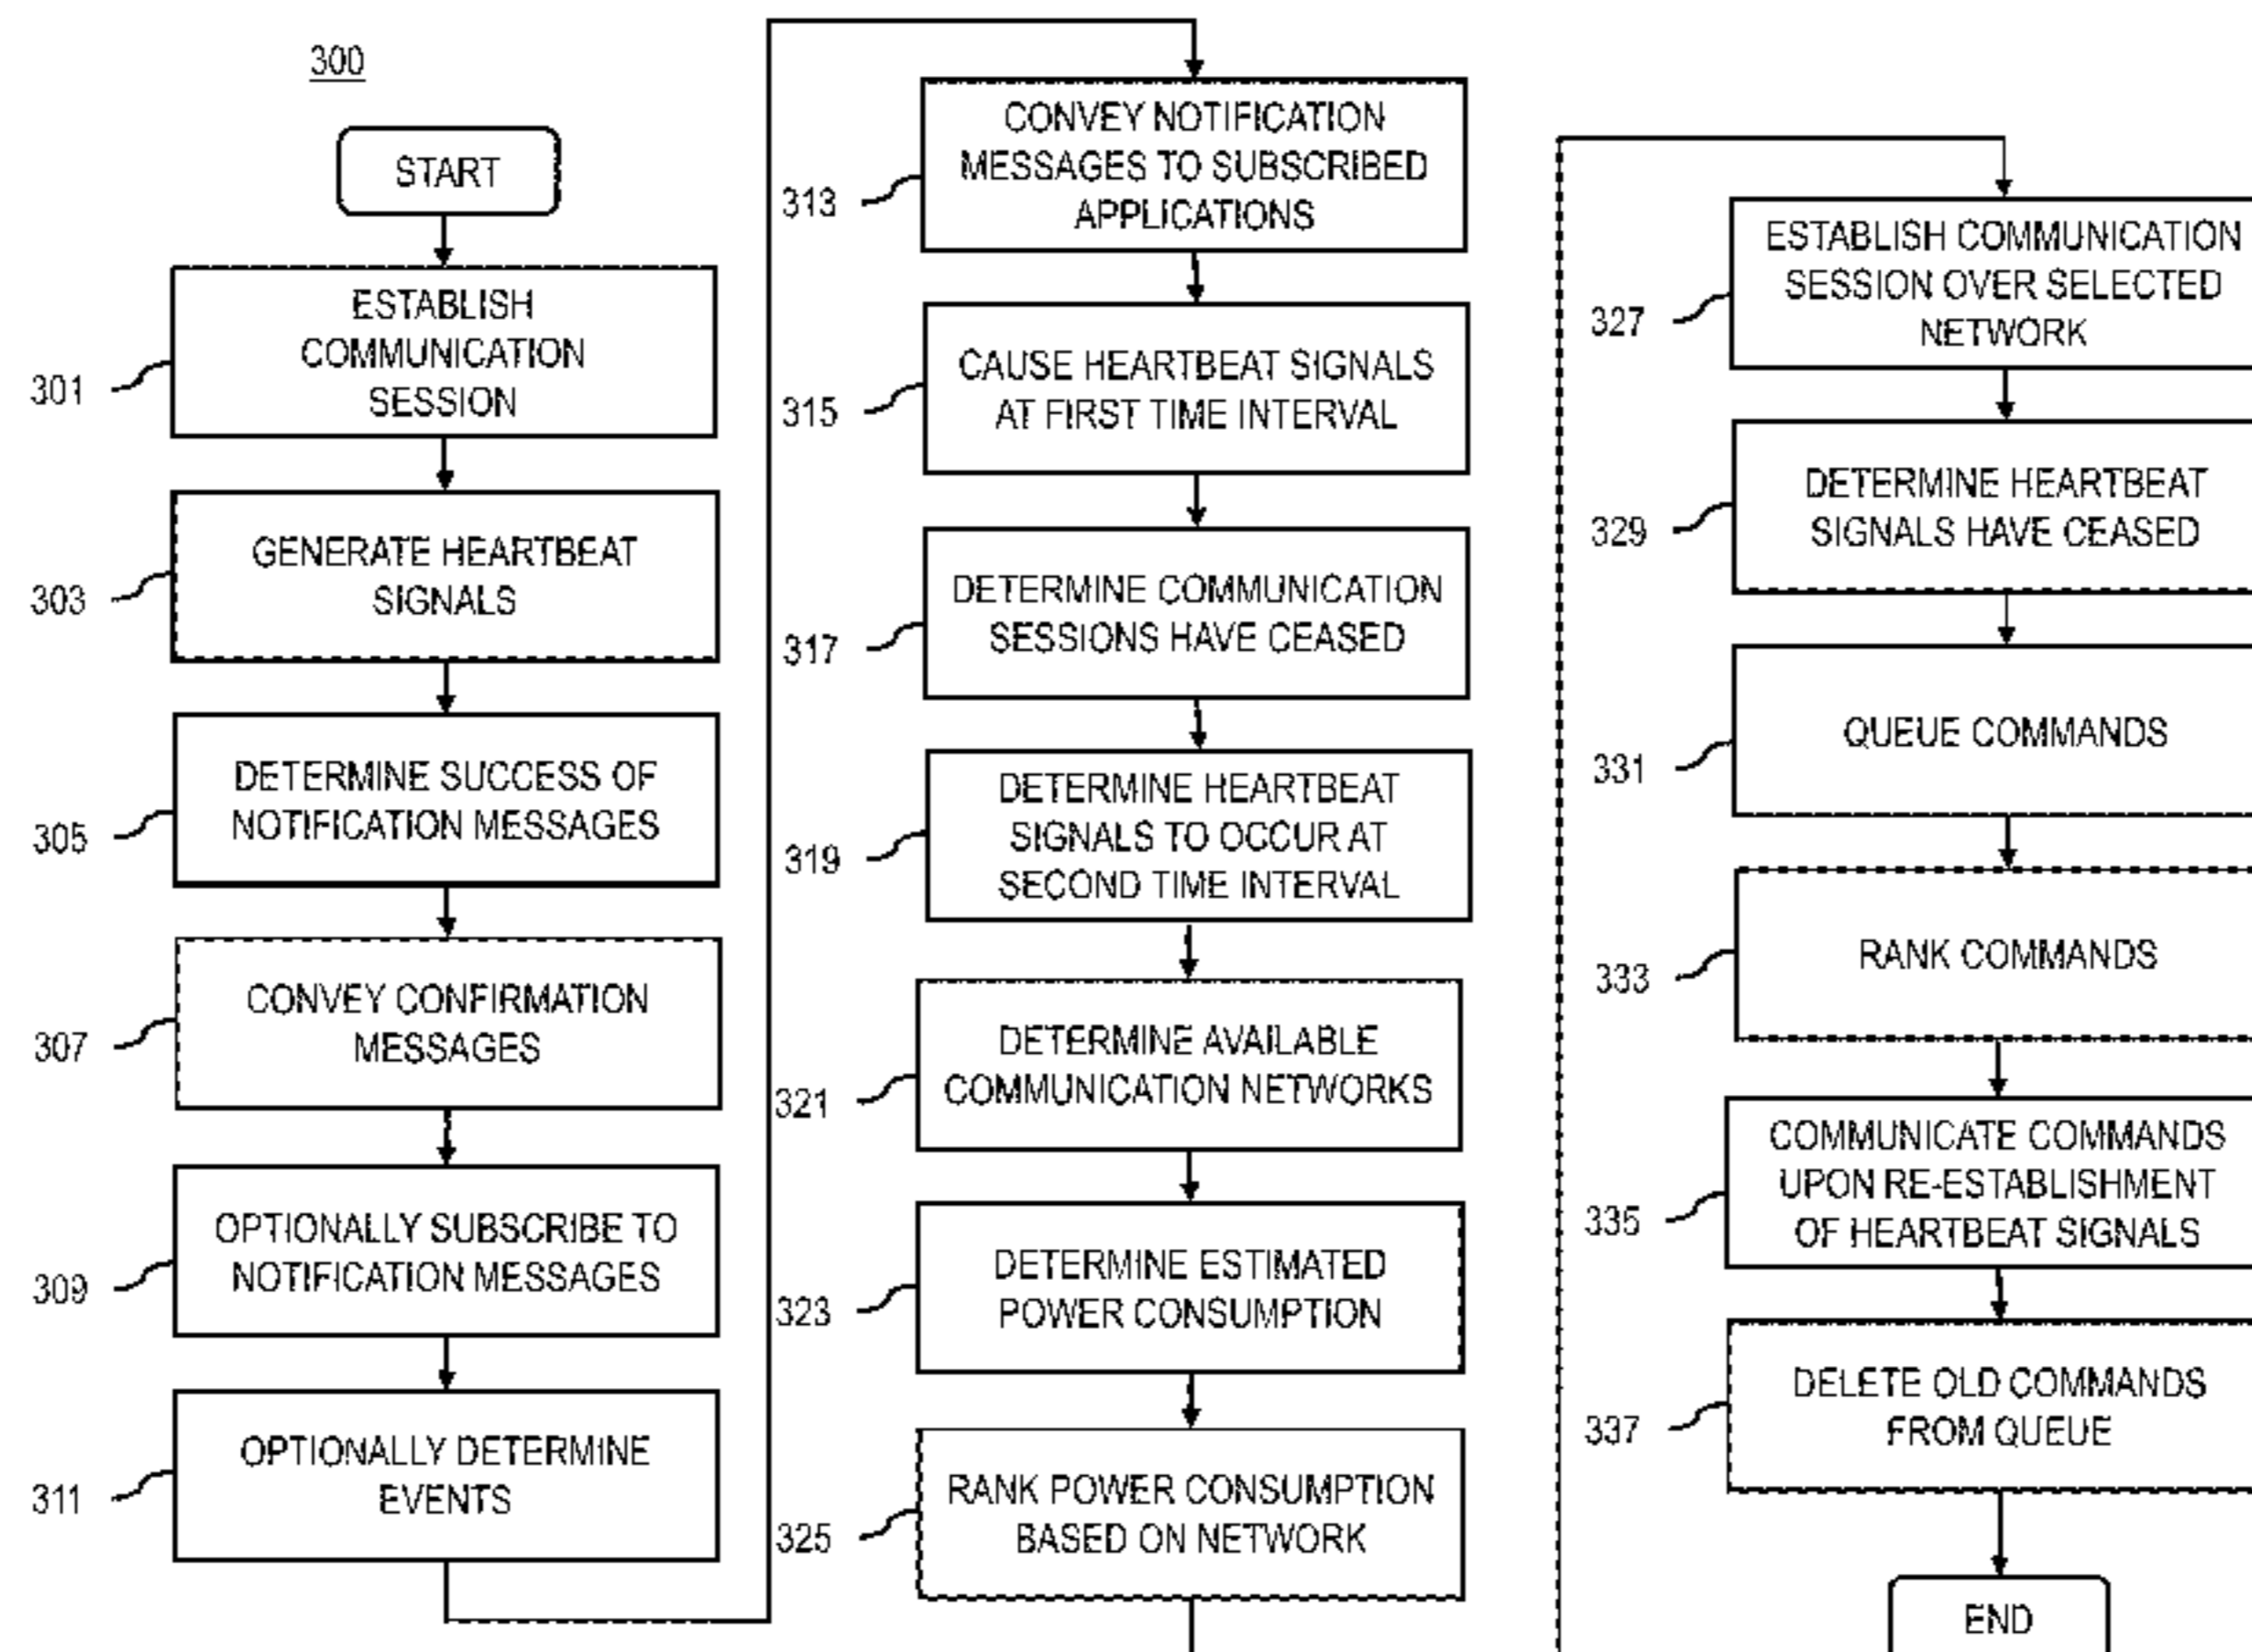 300
START
ESTABLISH
COMMUNICATION
SESSION
301
GENERATE HEARTBEAT
SIGNALS
303
DETERMINE SUCCESS OF
NOTIFICATION MESSAGES
305
CONVEY CONFIRMATION
MESSAGES
307
OPTIONALLY SUBSCRIBE TO
NOTIFICATION MESSAGES
309
OPTIONALLY DETERMINE
EVENTS
311
CONVEY NOTIFICATION
MESSAGES TO SUBSCRIBED
APPLICATIONS
313
CAUSE HEARTBEAT SIGNALS
AT FIRST TIME INTERVAL
315
DETERMINE COMMUNICATION
SESSIONS HAVE CEASED
317
DETERMINE HEARTBEAT
SIGNALS TO OCCUR AT
SECOND TIME INTERVAL
319
DETERMINE AVAILABLE
COMMUNICATION NETWORKS
321
DETERMINE ESTIMATED
POWER CONSUMPTION
323
RANK POWER CONSUMPTION
BASED ON NETWORK
325
ESTABLISH COMMUNICATION
SESSION OVER SELECTED
NETWORK
327
DETERMINE HEARTBEAT
SIGNALS HAVE CEASED
329
QUEUE COMMANDS
331
RANK COMMANDS
333
COMMUNICATE COMMANDS
UPON RE-ESTABLISHMENT
OF HEARTBEAT SIGNALS
335
DELETE OLD COMMANDS
FROM QUEUE
337
END